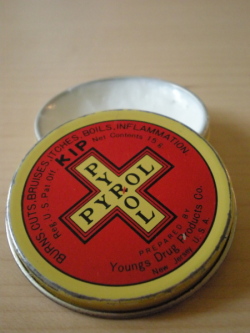 BURNS, CUTS, BRUISES, ITCHES, BOILS, INFLAMMATION.
Reg. U. S. Pat. Off.
KIP
Net Contents 15 g.
PYROL
PYROL
PREPARED BY
Youngs Drug Products Co.
New Jersey U. S. A.